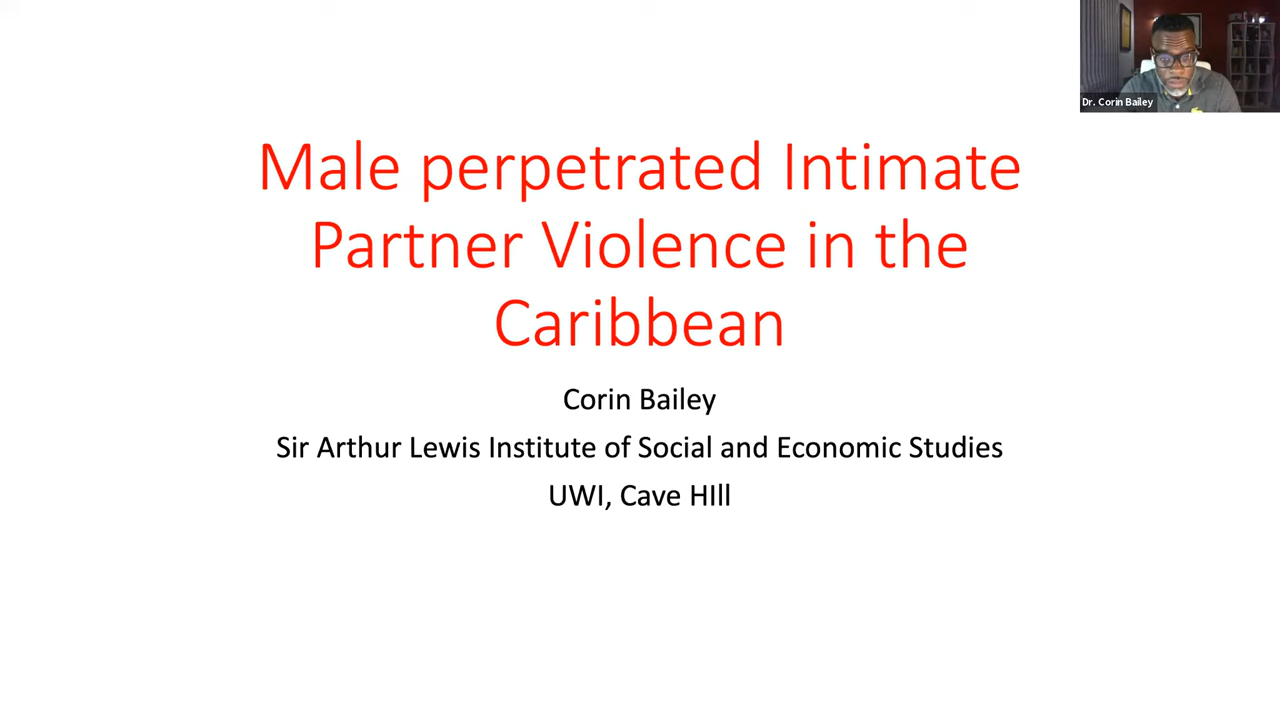 Dr. Corin Bailey
Male perpetrated Intimate
Partner Violence in the
Caribbean
Corin Bailey
Sir Arthur Lewis Institute of Social and Economic Studies
UWI, Cave HIll